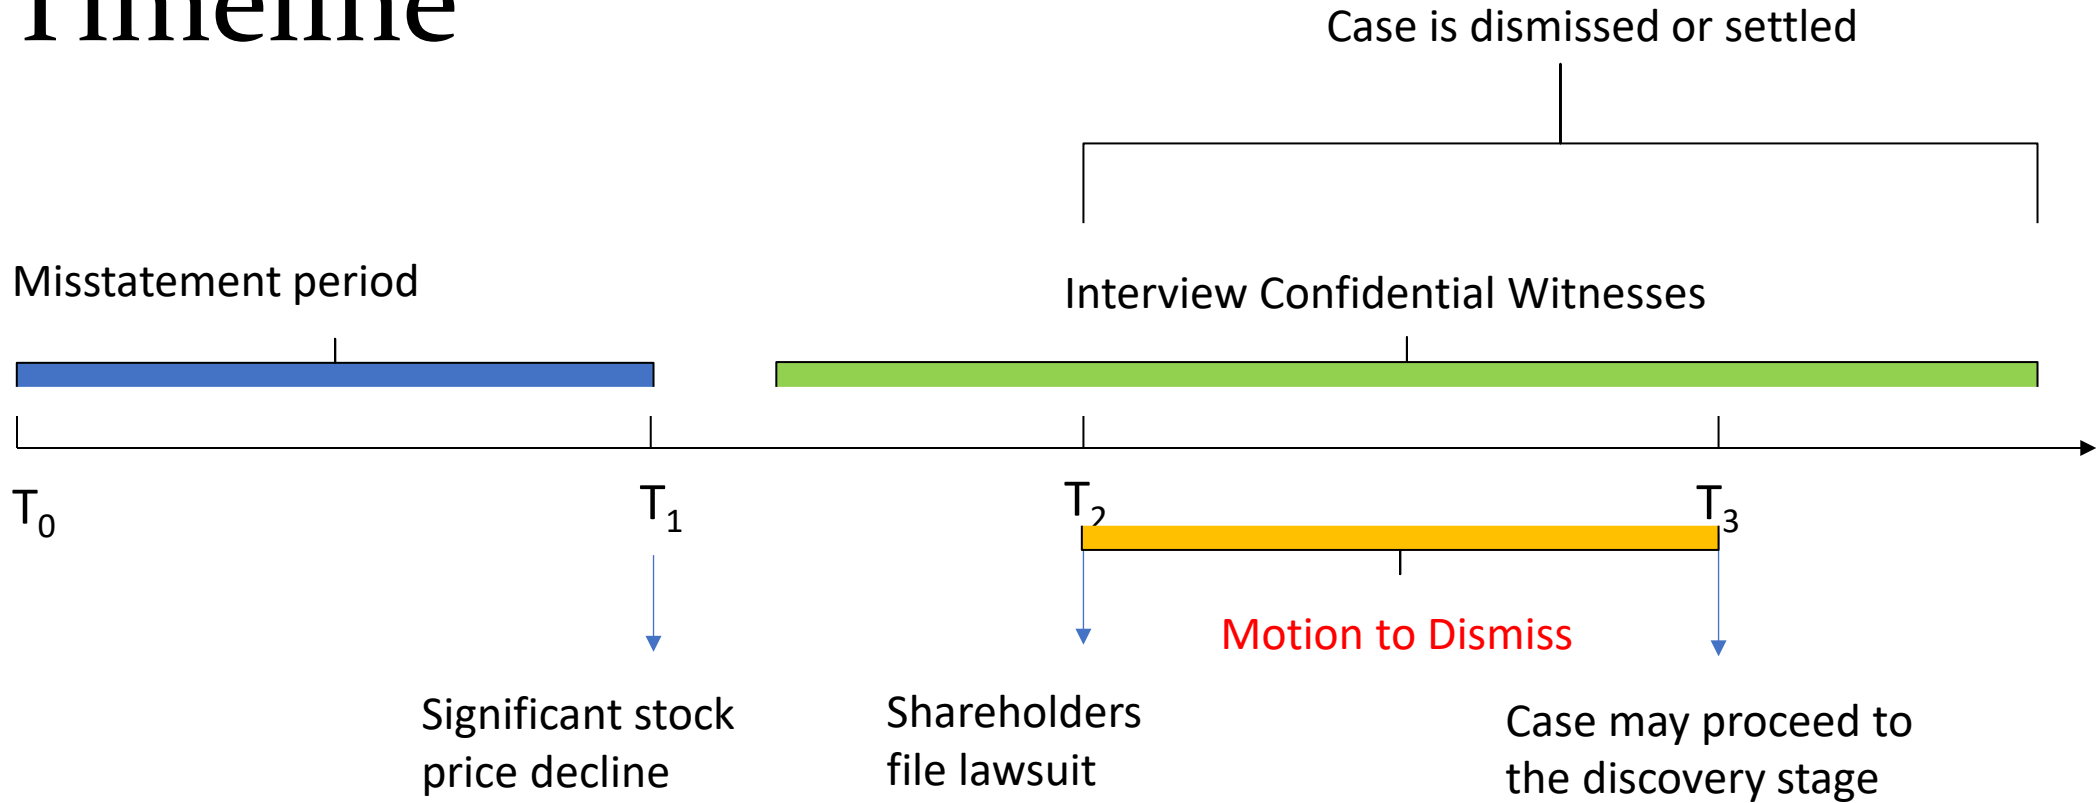 Timeline
Case is dismissed or settled
Misstatement period
Interview Confidential Witnesses
T0
T1
T2
T3
Motion to Dismiss
Significant stock
price decline
Shareholders
file lawsuit
Case may proceed to
the discovery stage